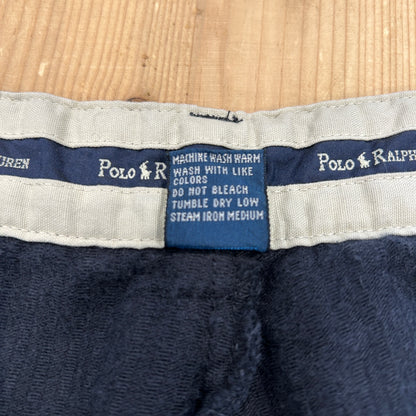 UREN
POLO R
MACHINE WASH WARM
WASH WITH LIKE
COLORS
DO NOT BLEACH
TUMBLE DRY LOW
STEAM IRON MEDIUM
POLO RALPH